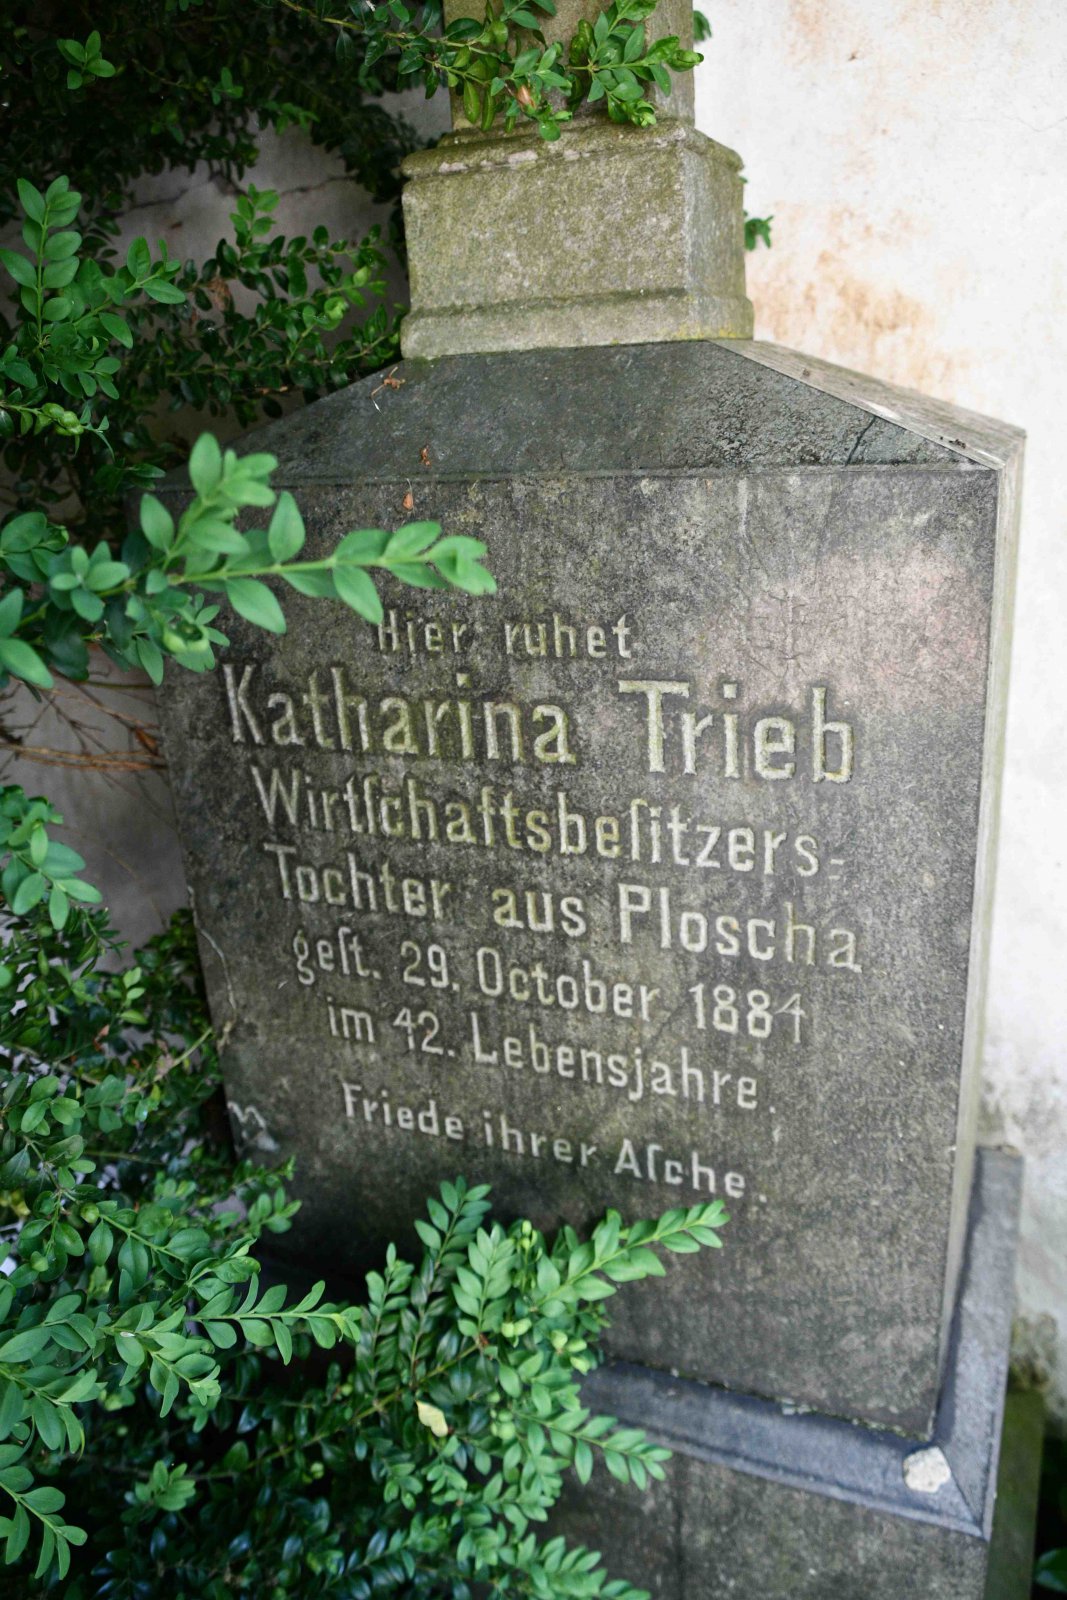 Hier ruhet
Katharina Trieb
Wirtſchaftsbeſitzers-
Tochter aus Ploscha
geſt. 29. October 1884
im 42. Lebensjahre.
Friede ihrer Aſche.